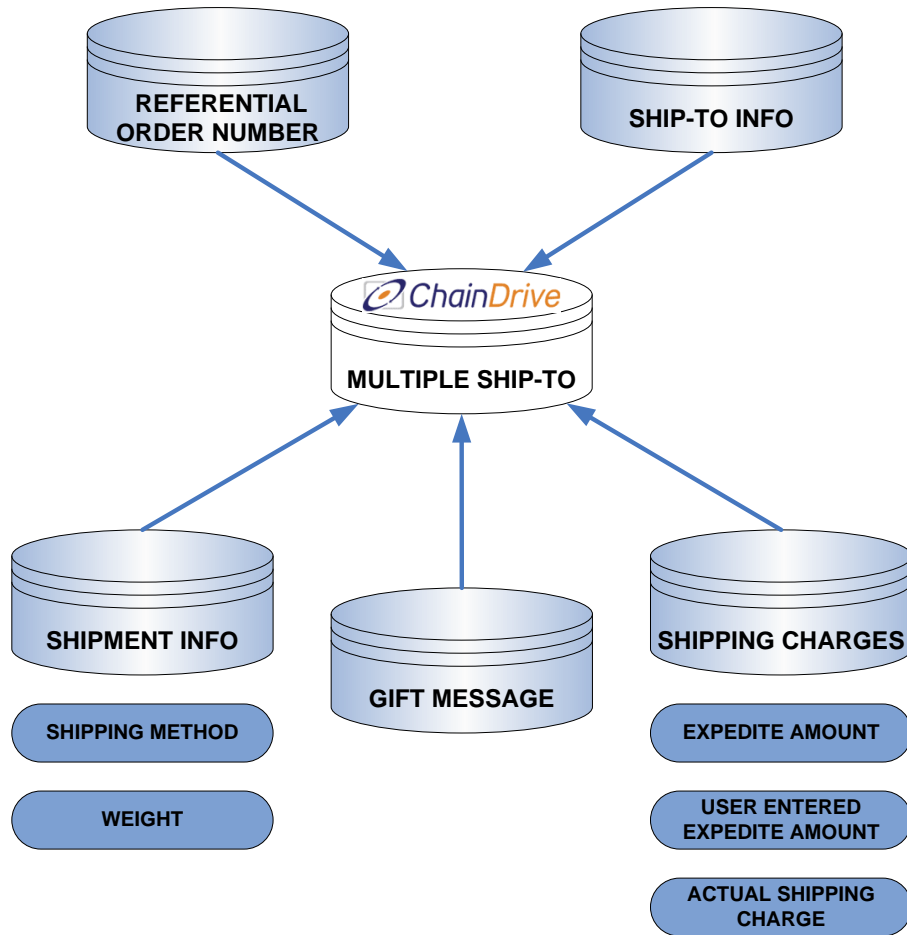 REFERENTIAL
ORDER NUMBER
SHIP-TO INFO
ChainDrive
MULTIPLE SHIP-TO
SHIPMENT INFO
SHIPPING METHOD
WEIGHT
GIFT MESSAGE
SHIPPING CHARGES
EXPEDITE AMOUNT
USER ENTERED
EXPEDITE AMOUNT
ACTUAL SHIPPING
CHARGE